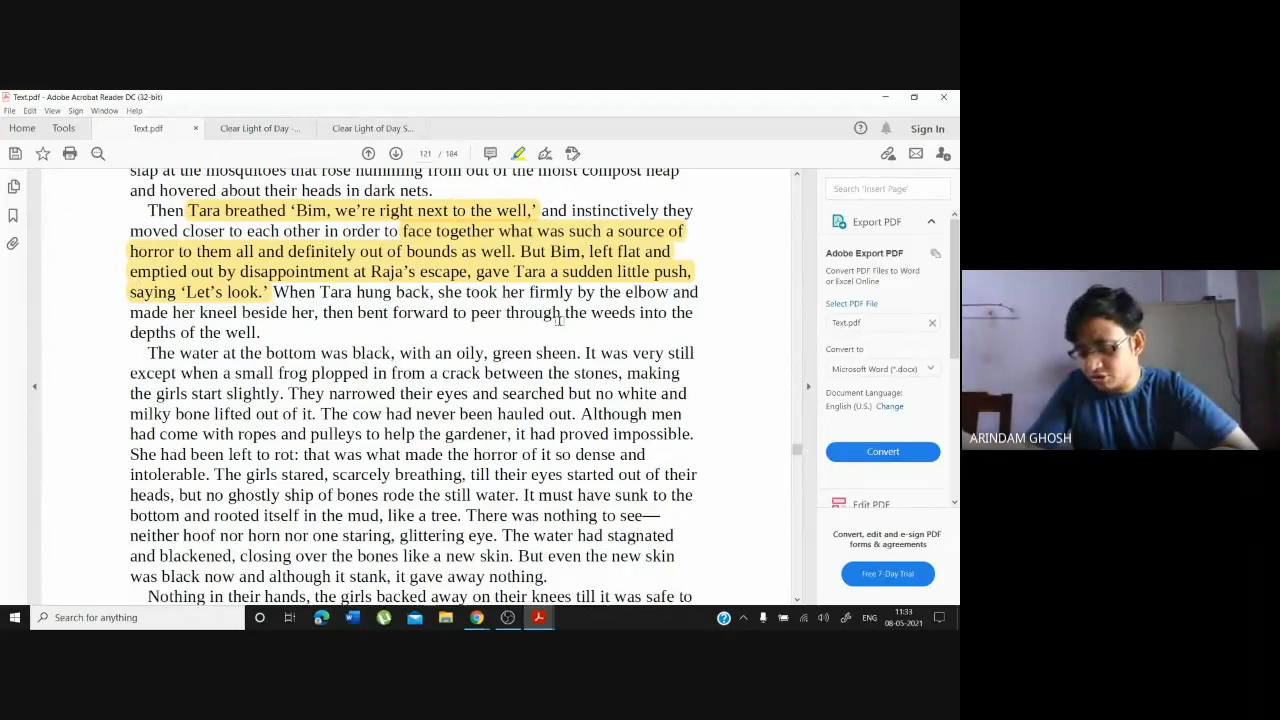 Text.pdf - Adobe Acrobat Reader DC (32-bit)
File Edit View Sign Window Help
Home Tools Text.pdf × Clear Light of Day -... Clear Light of Day S... Sign In
121 / 184
slap at the mosquitoes that rose humming from out of the moist compost heap
and hovered about their heads in dark nets.
Then Tara breathed ‘Bim, we’re right next to the well,’ and instinctively they
moved closer to each other in order to face together what was such a source of
horror to them all and definitely out of bounds as well. But Bim, left flat and
emptied out by disappointment at Raja’s escape, gave Tara a sudden little push,
saying ‘Let’s look.’ When Tara hung back, she took her firmly by the elbow and
made her kneel beside her, then bent forward to peer through the weeds into the
depths of the well.
The water at the bottom was black, with an oily, green sheen. It was very still
except when a small frog plopped in from a crack between the stones, making
the girls start slightly. They narrowed their eyes and searched but no white and
milky bone lifted out of it. The cow had never been hauled out. Although men
had come with ropes and pulleys to help the gardener, it had proved impossible.
She had been left to rot: that was what made the horror of it so dense and
intolerable. The girls stared, scarcely breathing, till their eyes started out of their
heads, but no ghostly ship of bones rode the still water. It must have sunk to the
bottom and rooted itself in the mud, like a tree. There was nothing to see—
neither hoof nor horn nor one staring, glittering eye. The water had stagnated
and blackened, closing over the bones like a new skin. But even the new skin
was black now and although it stank, it gave away nothing.
Nothing in their hands, the girls backed away on their knees till it was safe to
Search 'Insert Page'
Export PDF
Adobe Export PDF
Convert PDF Files to Word
or Excel Online
Select PDF File
Text.pdf
Convert to
Microsoft Word (*.docx)
Document Language:
English (U.S.) Change
Convert
Edit PDF
Convert, edit and e-sign PDF
forms & agreements
Free 7-Day Trial
ARINDAM GHOSH
Search for anything
ENG
11:33
08-05-2021